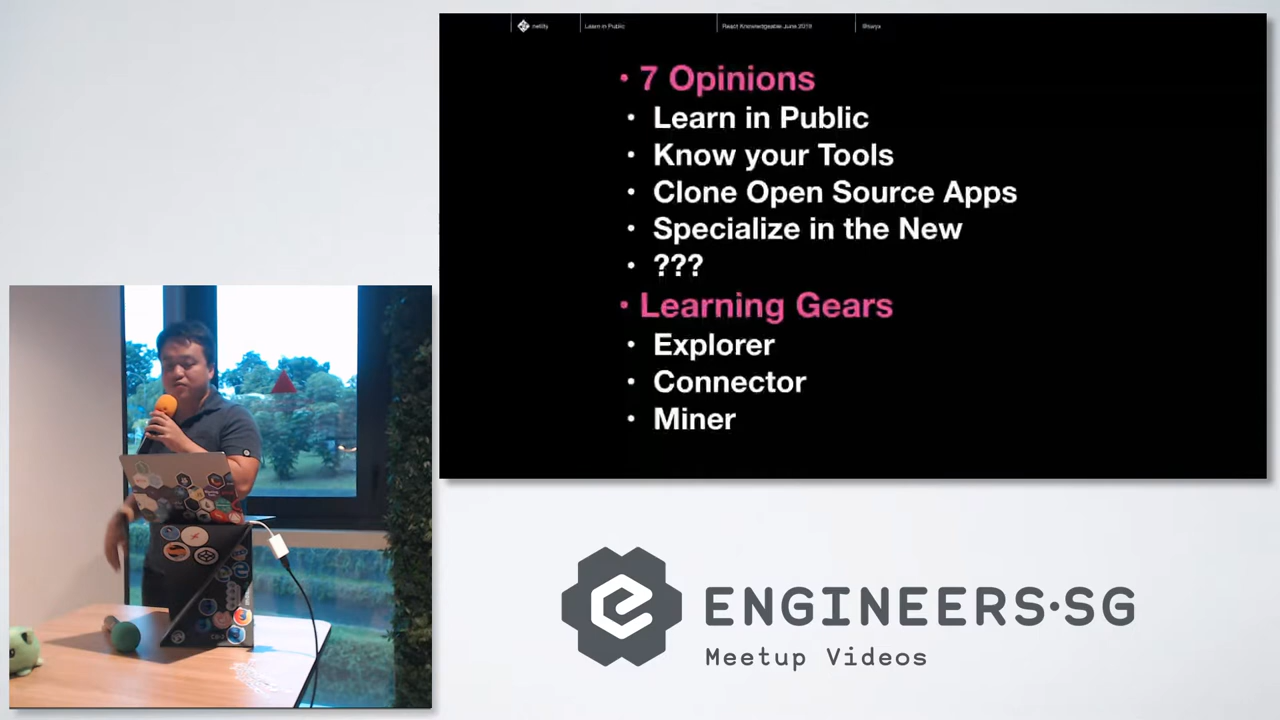 netlify
Learn in Public
React Knowledgeable June 2019
@swyx
• 7 Opinions
• Learn in Public
• Know your Tools
• Clone Open Source Apps
• Specialize in the New
• ???
• Learning Gears
• Explorer
• Connector
• Miner
ENGINEERS·SG
Meetup Videos